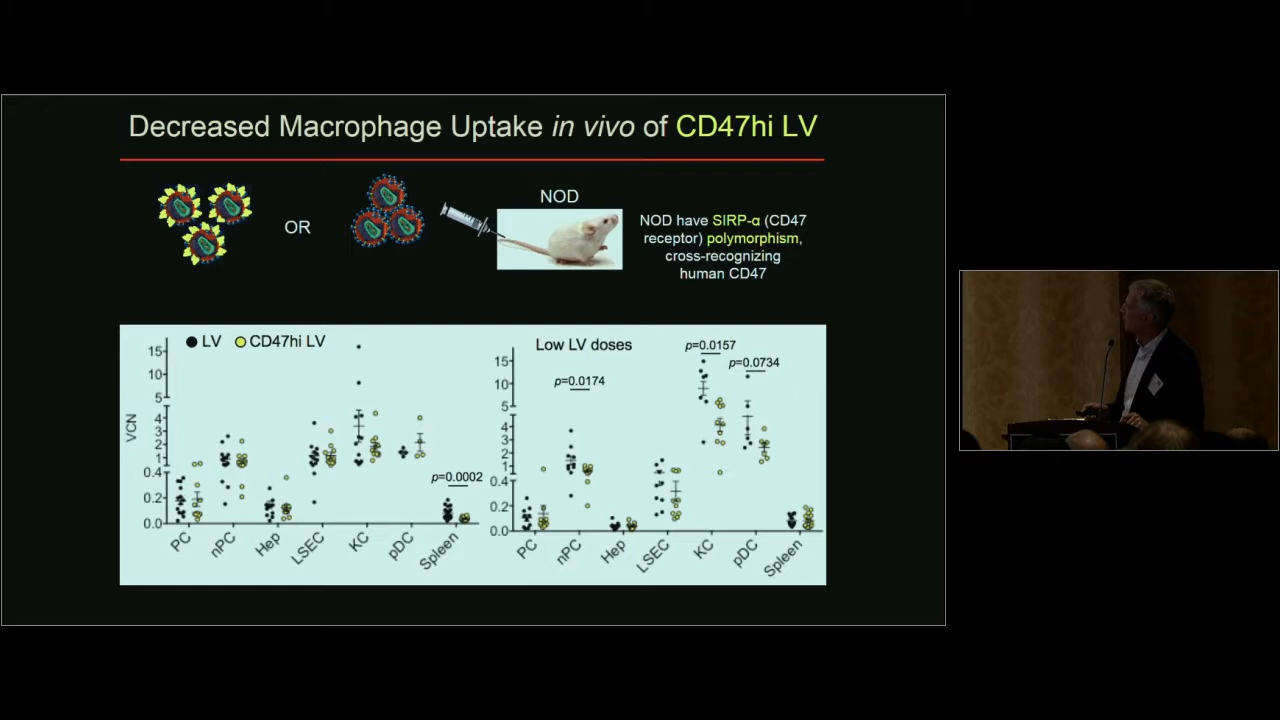 Decreased Macrophage Uptake in vivo of CD47hi LV
OR
NOD
NOD have SIRP-α (CD47
receptor) polymorphism,
cross-recognizing
human CD47
LV CD47hi LV
VCN
15
10
5
4
3
2
1
0.4
0.2
0.0
p=0.0002
PC nPC Hep LSEC KC pDC Spleen
Low LV doses
15
10
5
4
3
2
1
0.4
0.2
0.0
p=0.0174
p=0.0157
p=0.0734
PC nPC Hep LSEC KC pDC Spleen